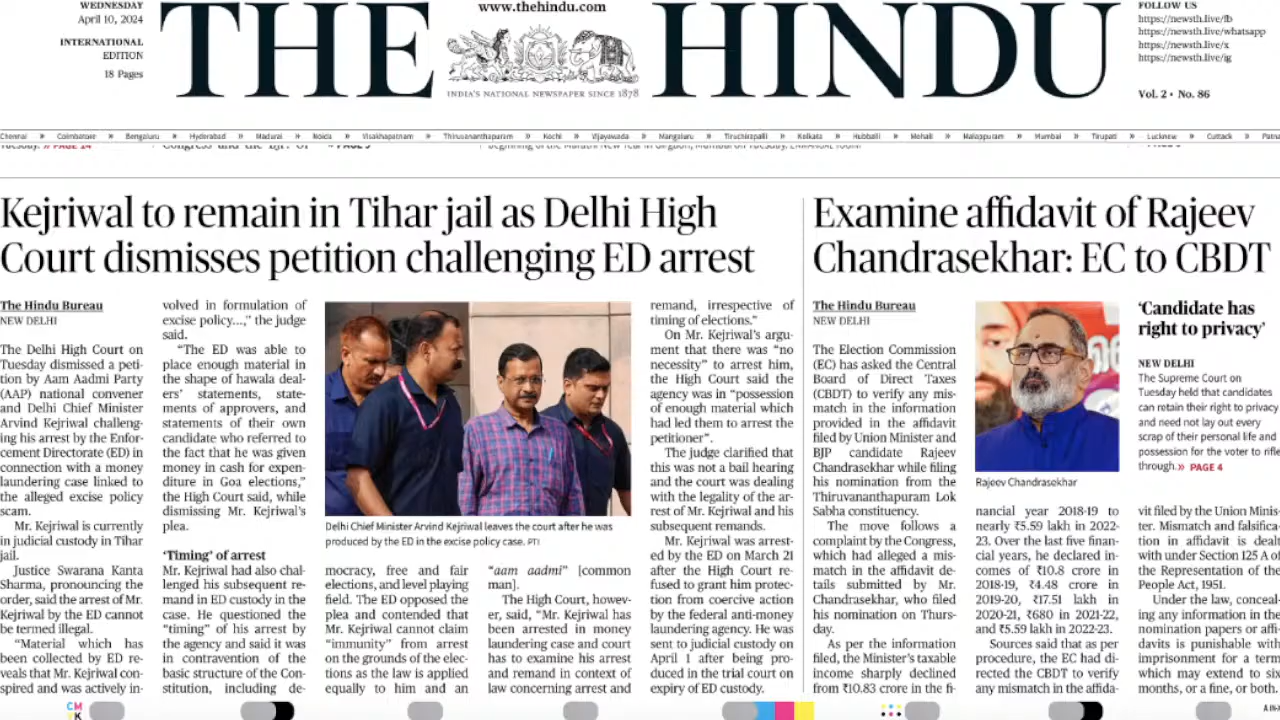 WEDNESDAY
April 10, 2024
INTERNATIONAL
EDITION
18 Pages
www.thehindu.com
THE HINDU
INDIA'S NATIONAL NEWSPAPER SINCE 1878
FOLLOW US
https://newsth.live/fb
https://newsth.live/whatsapp
https://newsth.live/x
https://newsth.live/ig
Vol. 2 • No. 86
Chennai » Coimbatore » Bengaluru » Hyderabad » Madurai » Noida » Visakhapatnam » Thiruvananthapuram » Kochi » Vijayawada » Mangaluru » Tiruchirapalli » Kolkata » Hubballi » Mohali » Malappuram » Mumbai » Tirupati » Lucknow » Cuttack » Patna
Kejriwal to remain in Tihar jail as Delhi High
Court dismisses petition challenging ED arrest
The Hindu Bureau
NEW DELHI
The Delhi High Court on
Tuesday dismissed a peti-
tion by Aam Aadmi Party
(AAP) national convener
and Delhi Chief Minister
Arvind Kejriwal challeng-
ing his arrest by the Enfor-
cement Directorate (ED) in
connection with a money
laundering case linked to
the alleged excise policy
scam.
Mr. Kejriwal is currently
in judicial custody in Tihar
jail.
Justice Swarana Kanta
Sharma, pronouncing the
order, said the arrest of Mr.
Kejriwal by the ED cannot
be termed illegal.
“Material which has
been collected by ED re-
veals that Mr. Kejriwal con-
spired and was actively in-
volved in formulation of
excise policy...,” the judge
said.
“The ED was able to
place enough material in
the shape of hawala deal-
ers’ statements, state-
ments of approvers, and
statements of their own
candidate who referred to
the fact that he was given
money in cash for expen-
diture in Goa elections,”
the High Court said, while
dismissing Mr. Kejriwal’s
plea.
‘Timing’ of arrest
Mr. Kejriwal had also chal-
lenged his subsequent re-
mand in ED custody in the
case. He questioned the
“timing” of his arrest by
the agency and said it was
in contravention of the
basic structure of the Con-
stitution, including de-
Delhi Chief Minister Arvind Kejriwal leaves the court after he was
produced by the ED in the excise policy case. PTI
mocracy, free and fair
elections, and level playing
field. The ED opposed the
plea and contended that
Mr. Kejriwal cannot claim
“immunity” from arrest
on the grounds of the elec-
tions as the law is applied
equally to him and an
“aam aadmi” [common
man].
The High Court, howev-
er, said, “Mr. Kejriwal has
been arrested in money
laundering case and court
has to examine his arrest
and remand in context of
law concerning arrest and
remand, irrespective of
timing of elections.”
On Mr. Kejriwal’s argu-
ment that there was “no
necessity” to arrest him,
the High Court said the
agency was in “possession
of enough material which
had led them to arrest the
petitioner”.
The judge clarified that
this was not a bail hearing
and the court was dealing
with the legality of the ar-
rest of Mr. Kejriwal and his
subsequent remands.
Mr. Kejriwal was arrest-
ed by the ED on March 21
after the High Court re-
fused to grant him protec-
tion from coercive action
by the federal anti-money
laundering agency. He was
sent to judicial custody on
April 1 after being pro-
duced in the trial court on
expiry of ED custody.
Examine affidavit of Rajeev
Chandrasekhar: EC to CBDT
The Hindu Bureau
NEW DELHI
The Election Commission
(EC) has asked the Central
Board of Direct Taxes
(CBDT) to verify any mis-
match in the information
provided in the affidavit
filed by Union Minister and
BJP candidate Rajeev
Chandrasekhar while filing
his nomination from the
Thiruvananthapuram Lok
Sabha constituency.
The move follows a
complaint by the Congress,
which had alleged a mis-
match in the affidavit de-
tails submitted by Mr.
Chandrasekhar, who filed
his nomination on Thurs-
day.
As per the information
filed, the Minister’s taxable
income sharply declined
from ₹10.83 crore in the fi-
Rajeev Chandrasekhar
nancial year 2018-19 to
nearly ₹5.59 lakh in 2022-
23. Over the last five finan-
cial years, he declared in-
comes of ₹10.8 crore in
2018-19, ₹4.48 crore in
2019-20, ₹17.51 lakh in
2020-21, ₹680 in 2021-22,
and ₹5.59 lakh in 2022-23.
Sources said that as per
procedure, the EC had di-
rected the CBDT to verify
any mismatch in the affida-
‘Candidate has
right to privacy’
NEW DELHI
The Supreme Court on
Tuesday held that candidates
can retain their right to privacy
and need not lay out every
scrap of their personal life and
possession for the voter to rifle
through.» PAGE 4
vit filed by the Union Minis-
ter. Mismatch and falsifica-
tion in affidavit is dealt
with under Section 125 A of
the Representation of the
People Act, 1951.
Under the law, conceal-
ing any information in the
nomination papers or affi-
davits is punishable with
imprisonment for a term
which may extend to six
months, or a fine, or both.
CM
YK